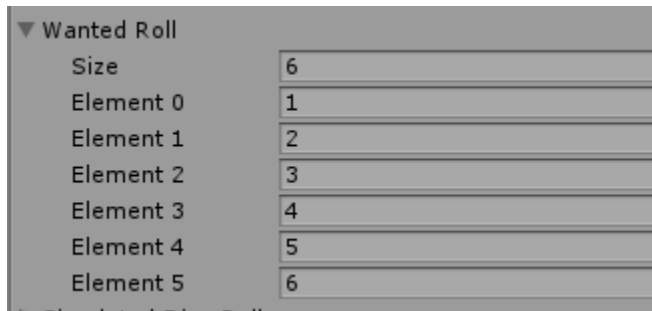 Wanted Roll
Size 6
Element 0 1
Element 1 2
Element 2 3
Element 3 4
Element 4 5
Element 5 6